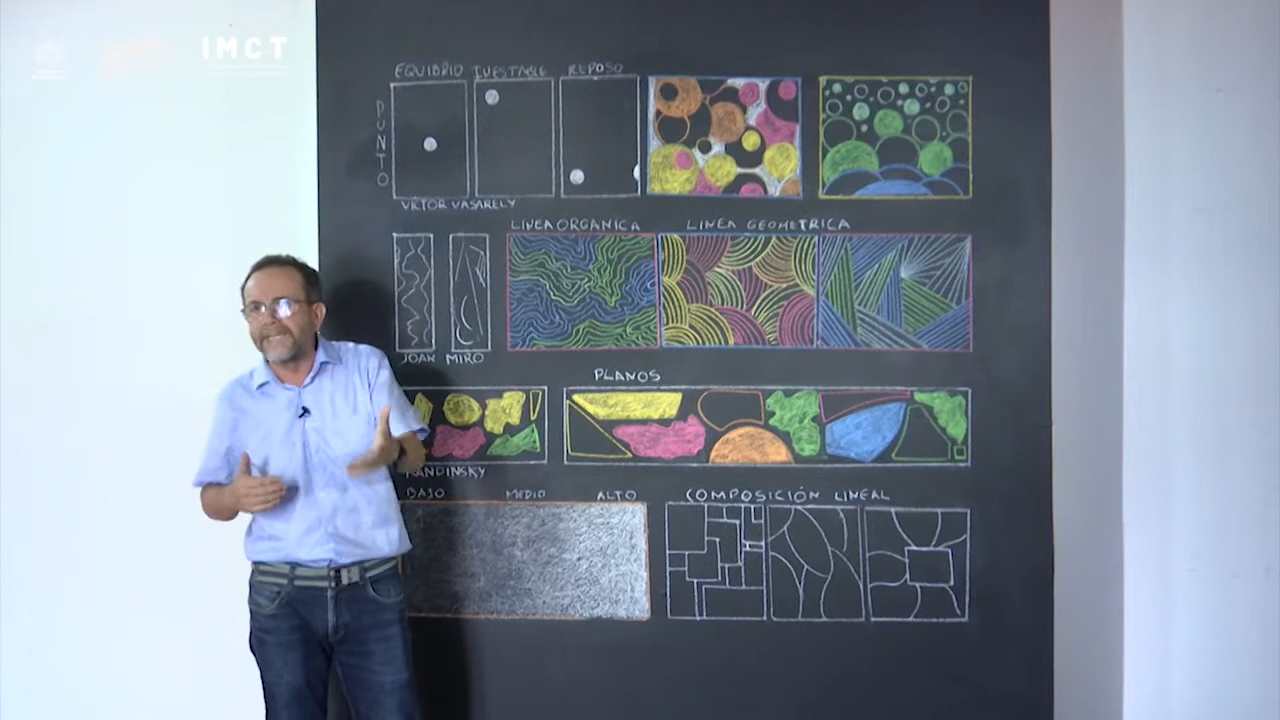 IMCT
EQUIBRIO INESTABLE REPOSO
PUNTO
VICTOR VASARELY
LINEA ORGANICA LINEA GEOMETRICA
JOAN MIRO
PLANOS
KANDINSKY
BAJO MEDIO ALTO COMPOSICIÓN LINEAL